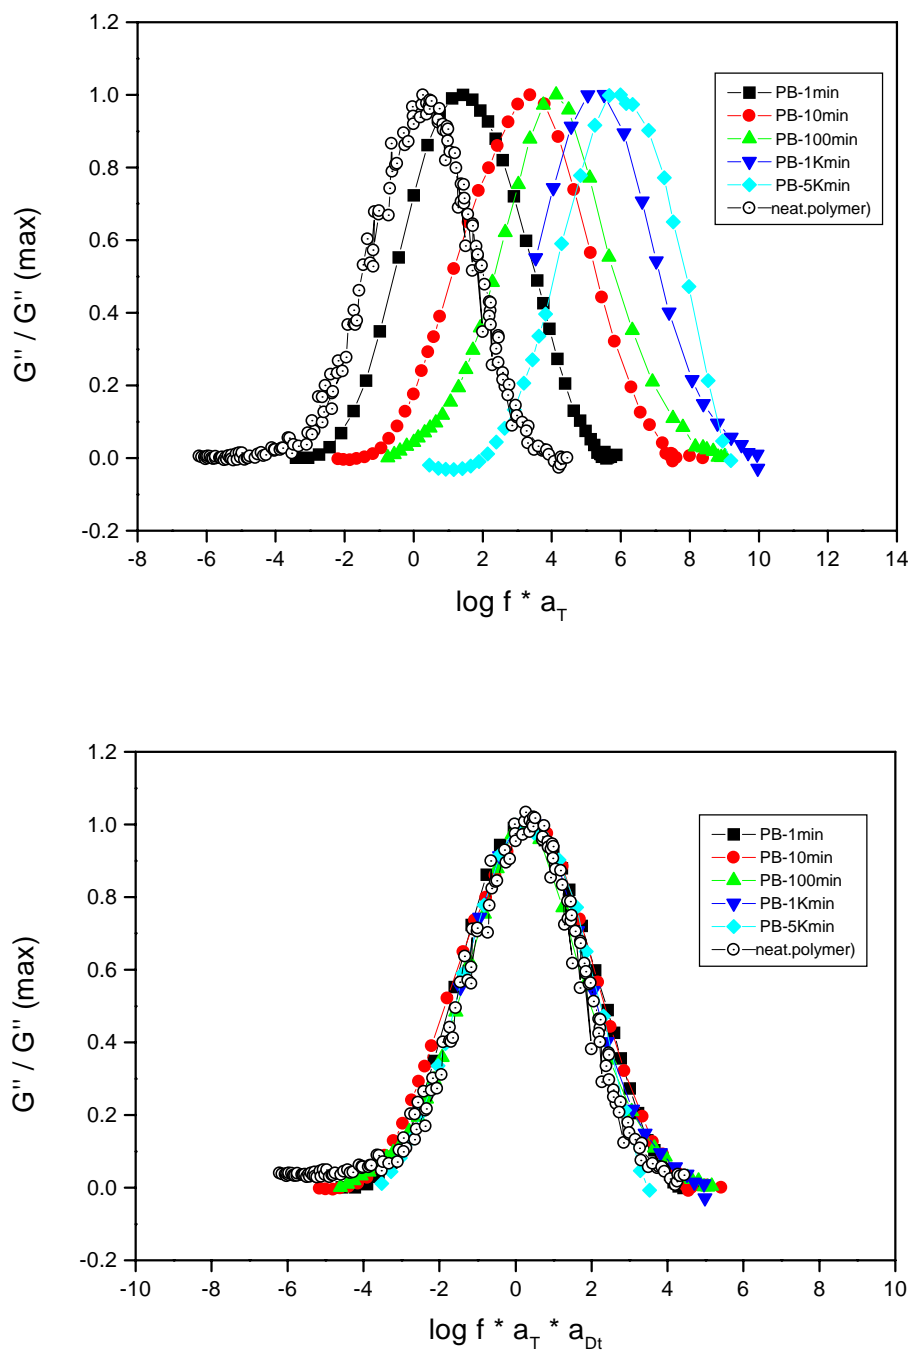 1.2
1.0
0.8
0.6
0.4
0.2
0.0
-0.2
G'' / G'' (max)
-8 -6 -4 -2 0 2 4 6 8 10 12 14
log f * a_T
PB-1min
PB-10min
PB-100min
PB-1Kmin
PB-5Kmin
neat.polymer)
1.2
1.0
0.8
0.6
0.4
0.2
0.0
-0.2
G'' / G'' (max)
-10 -8 -6 -4 -2 0 2 4 6 8 10
log f * a_T * a_Dt
PB-1min
PB-10min
PB-100min
PB-1Kmin
PB-5Kmin
neat.polymer)